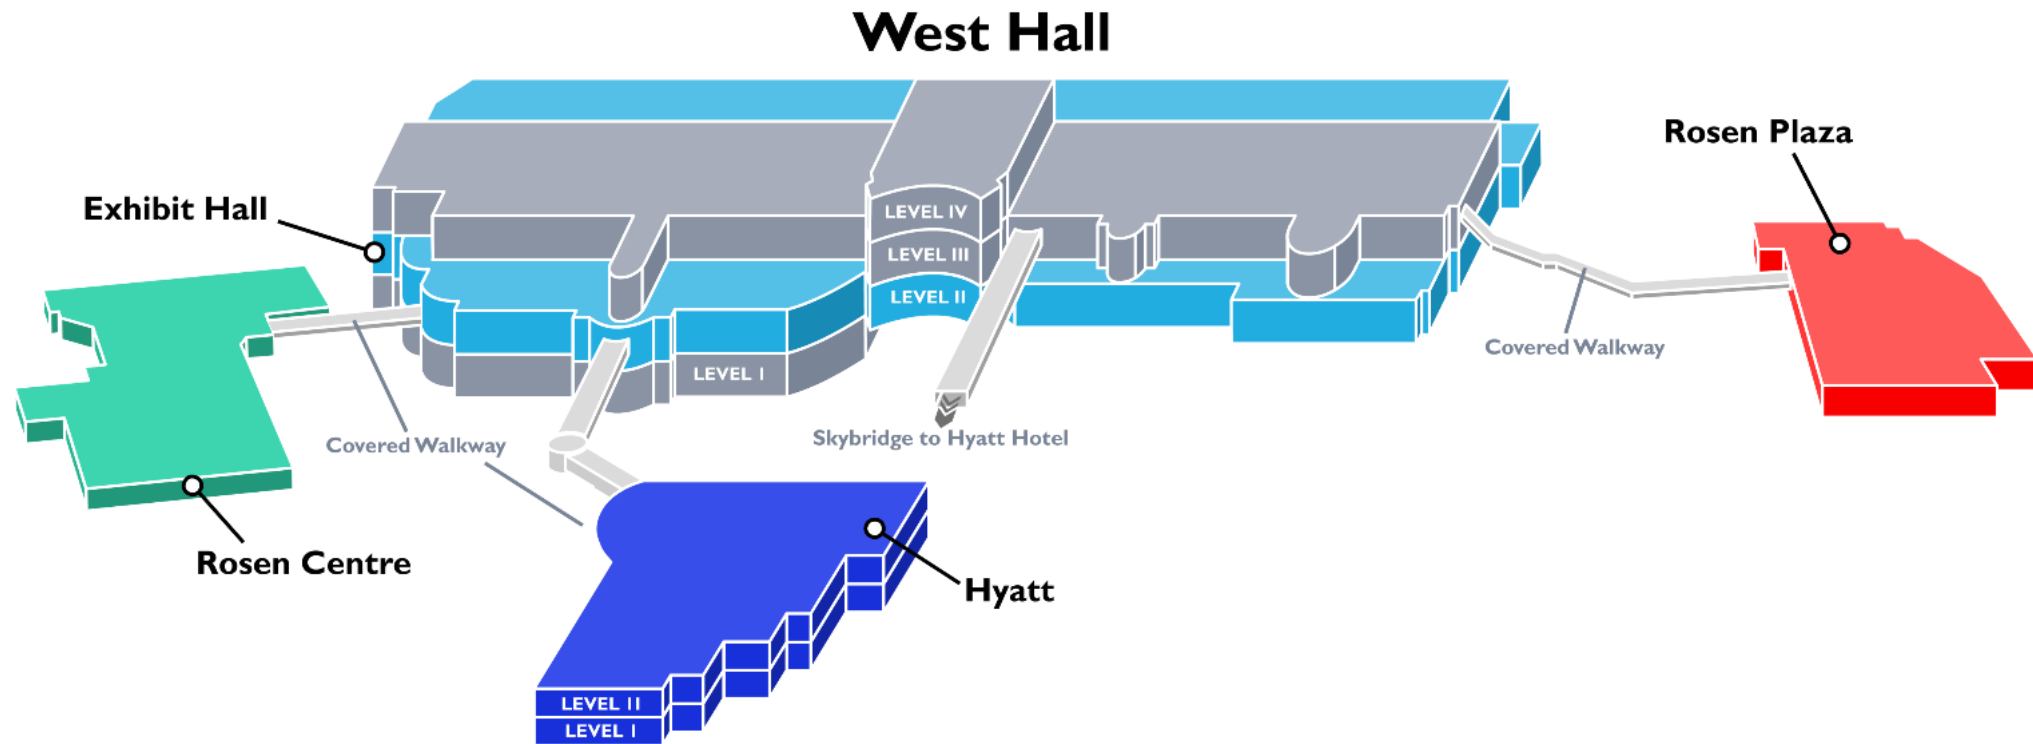 West Hall
Rosen Plaza
Exhibit Hall
LEVEL IV
LEVEL III
LEVEL II
Covered Walkway
LEVEL I
Skybridge to Hyatt Hotel
Covered Walkway
Rosen Centre
Hyatt
LEVEL II
LEVEL I